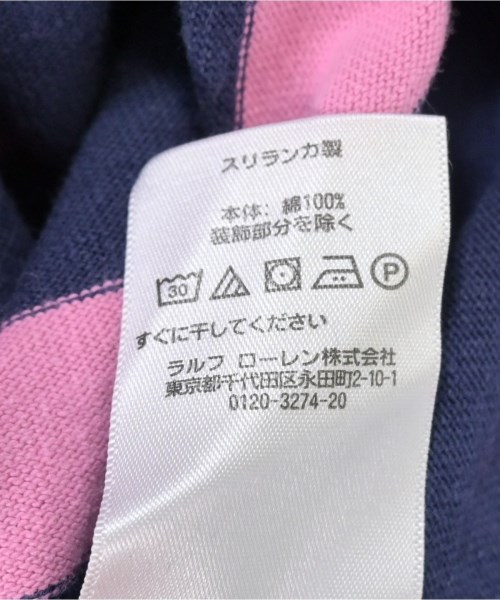 スリランカ製
本体: 綿100%
装飾部分を除く
30 P
すぐに干してください
ラルフ ローレン株式会社
東京都千代田区永田町2-10-1
0120-3274-20